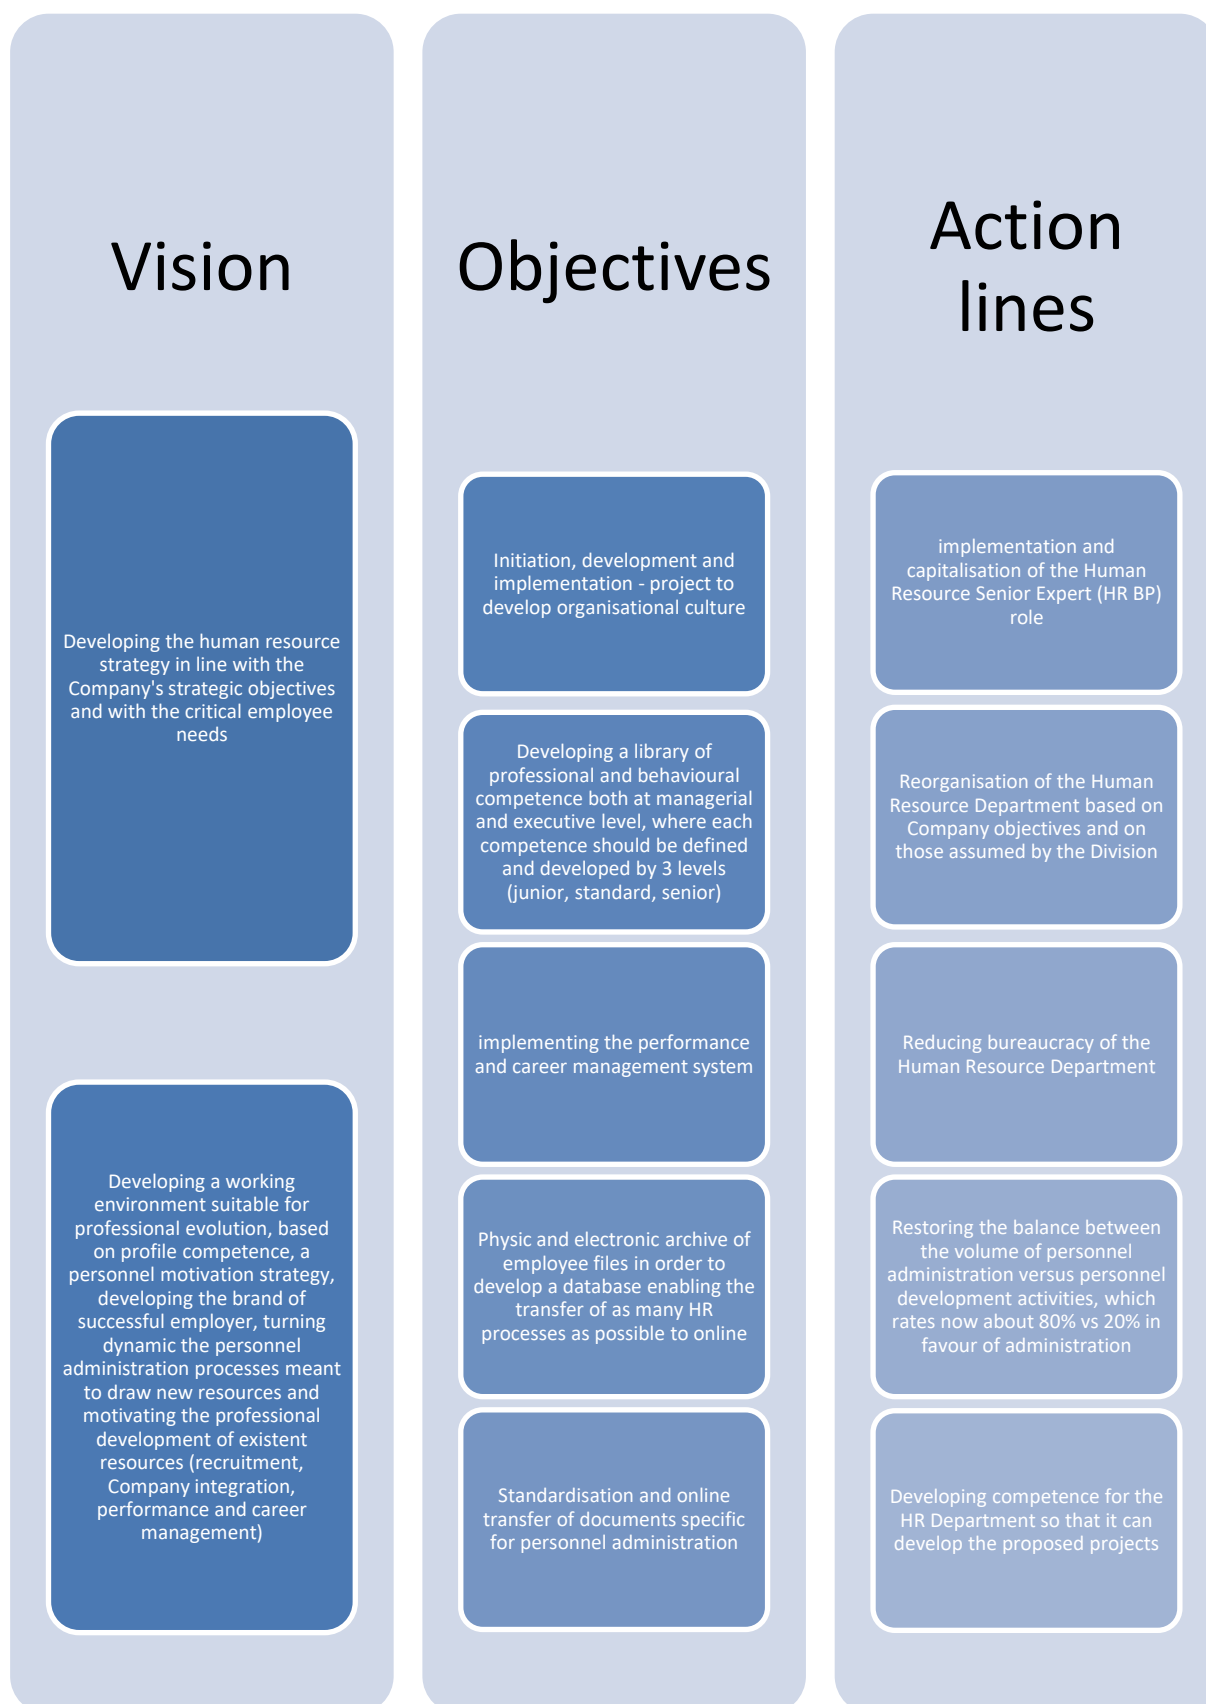 Vision
Developing the human resource
strategy in line with the
Company's strategic objectives
and with the critical employee
needs
Developing a working
environment suitable for
professional evolution, based
on profile competence, a
personnel motivation strategy,
developing the brand of
successful employer, turning
dynamic the personnel
administration processes meant
to draw new resources and
motivating the professional
development of existent
resources (recruitment,
Company integration,
performance and career
management)
Objectives
Initiation, development and
implementation - project to
develop organisational culture
Developing a library of
professional and behavioural
competence both at managerial
and executive level, where each
competence should be defined
and developed by 3 levels
(junior, standard, senior)
implementing the performance
and career management system
Physic and electronic archive of
employee files in order to
develop a database enabling the
transfer of as many HR
processes as possible to online
Standardisation and online
transfer of documents specific
for personnel administration
Action
lines
implementation and
capitalisation of the Human
Resource Senior Expert (HR BP)
role
Reorganisation of the Human
Resource Department based on
Company objectives and on
those assumed by the Division
Reducing bureaucracy of the
Human Resource Department
Restoring the balance between
the volume of personnel
administration versus personnel
development activities, which
rates now about 80% vs 20% in
favour of administration
Developing competence for the
HR Department so that it can
develop the proposed projects